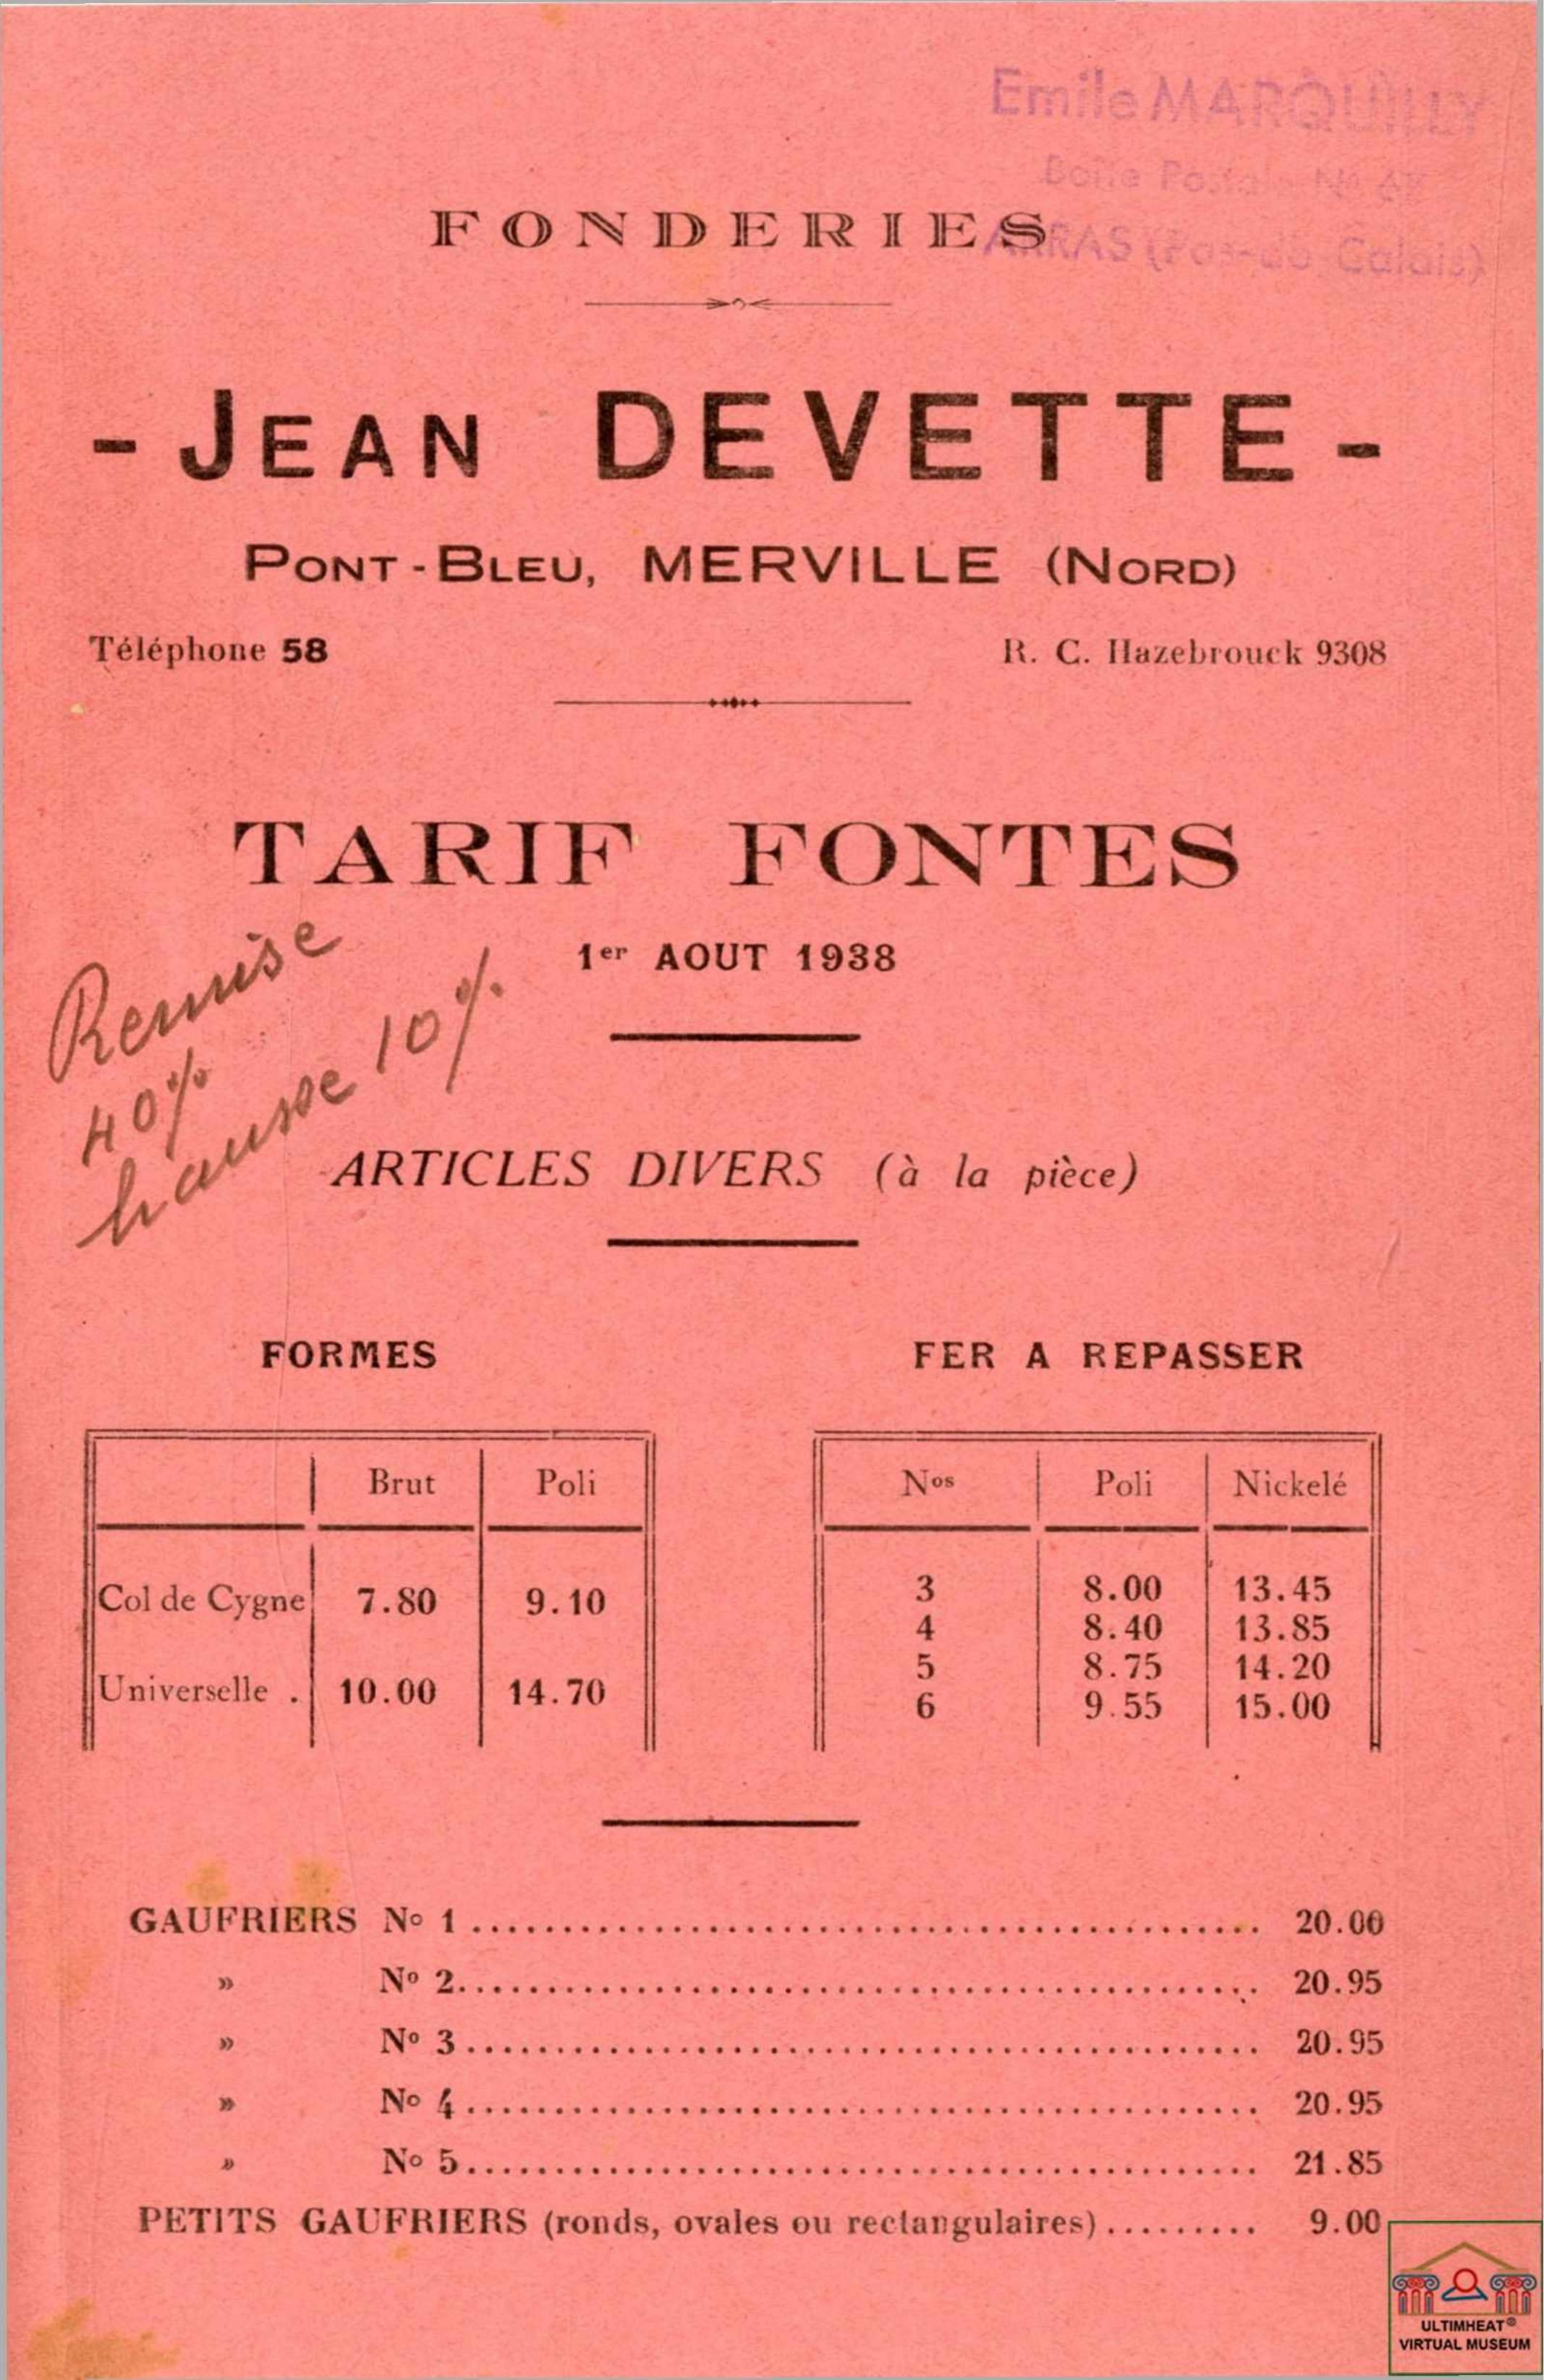 Emile MARQUILLY
Boîte Postale No
ARRAS (Pas-de Calais)
FONDERIES
- JEAN DEVETTE -
PONT-BLEU, MERVILLE (NORD)
Téléphone 58 R. C. Hazebrouck 9308
TARIF FONTES
1er AOUT 1938
Remise
40%
hausse 10%
ARTICLES DIVERS (à la pièce)
FORMES
Brut Poli
Col de Cygne 7.80 9.10
Universelle . 10.00 14.70
FER A REPASSER
Nos Poli Nickelé
3 8.00 13.45
4 8.40 13.85
5 8.75 14.20
6 9.55 15.00
GAUFRIERS No 1 ........ 20.00
» No 2........ 20.95
» No 3........ 20.95
» No 4........ 20.95
» No 5........ 21.85
PETITS GAUFRIERS (ronds, ovales ou rectangulaires)......... 9.00
ULTIMHEAT®
VIRTUAL MUSEUM